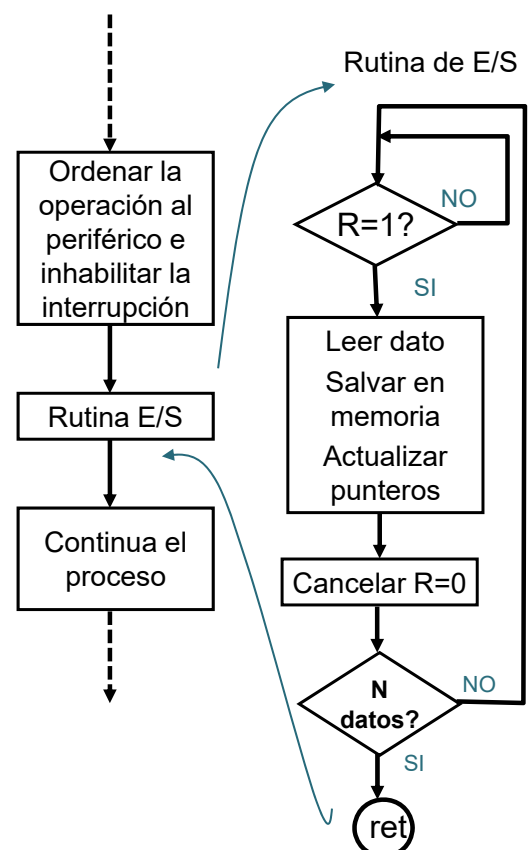 Ordenar la
operación al
periférico e
inhabilitar la
interrupción
Rutina E/S
Continua el
proceso
Rutina de E/S
R=1?
NO
SI
Leer dato
Salvar en
memoria
Actualizar
punteros
Cancelar R=0
N
datos?
NO
SI
ret